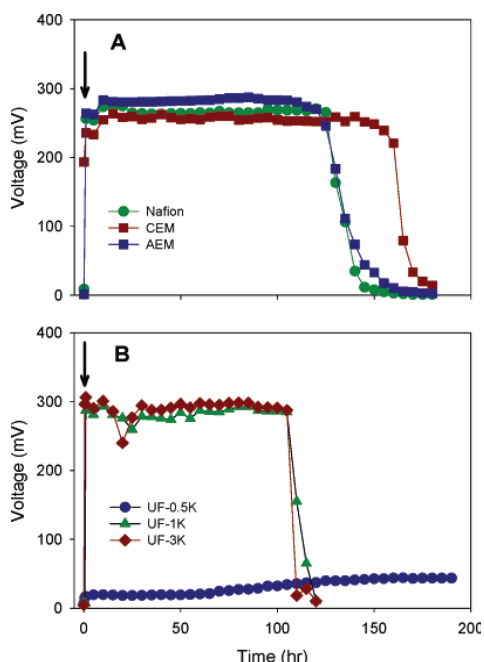 A
400
300
200
100
0
Voltage (mV)
Nafion
CEM
AEM
B
400
300
200
100
0
Voltage (mV)
UF-0.5K
UF-1K
UF-3K
0 50 100 150 200
Time (hr)